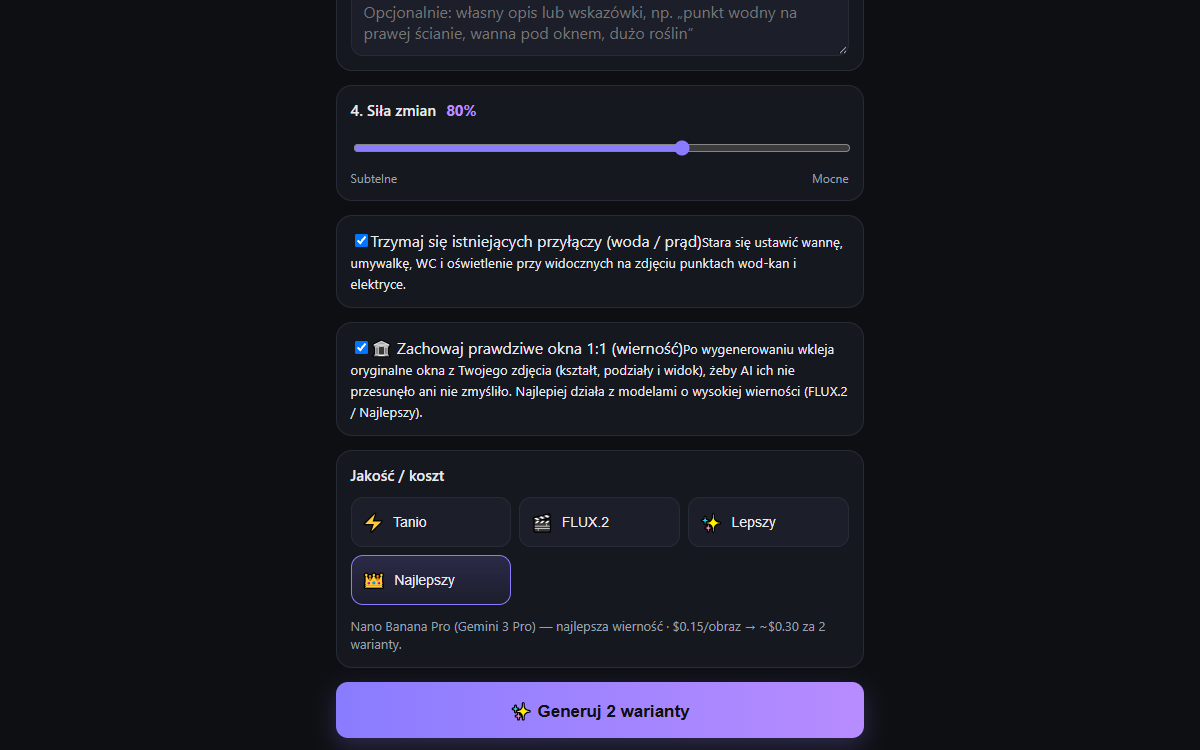 Opcjonalnie: własny opis lub wskazówki, np. „punkt wodny na
prawej ścianie, wanna pod oknem, dużo roślin”
4. Siła zmian 80%
Subtelne Mocne
Trzymaj się istniejących przyłączy (woda / prąd)Stara się ustawić wannę,
umywalkę, WC i oświetlenie przy widocznych na zdjęciu punktach wod-kan i
elektryce.
🏛️ Zachowaj prawdziwe okna 1:1 (wierność)Po wygenerowaniu wkleja
oryginalne okna z Twojego zdjęcia (kształt, podziały i widok), żeby AI ich nie
przesunęło ani nie zmyśliło. Najlepiej działa z modelami o wysokiej wierności (FLUX.2
/ Najlepszy).
Jakość / koszt
⚡ Tanio
🎬 FLUX.2
✨ Lepszy
👑 Najlepszy
Nano Banana Pro (Gemini 3 Pro) — najlepsza wierność · $0.15/obraz → ~$0.30 za 2
warianty.
✨ Generuj 2 warianty